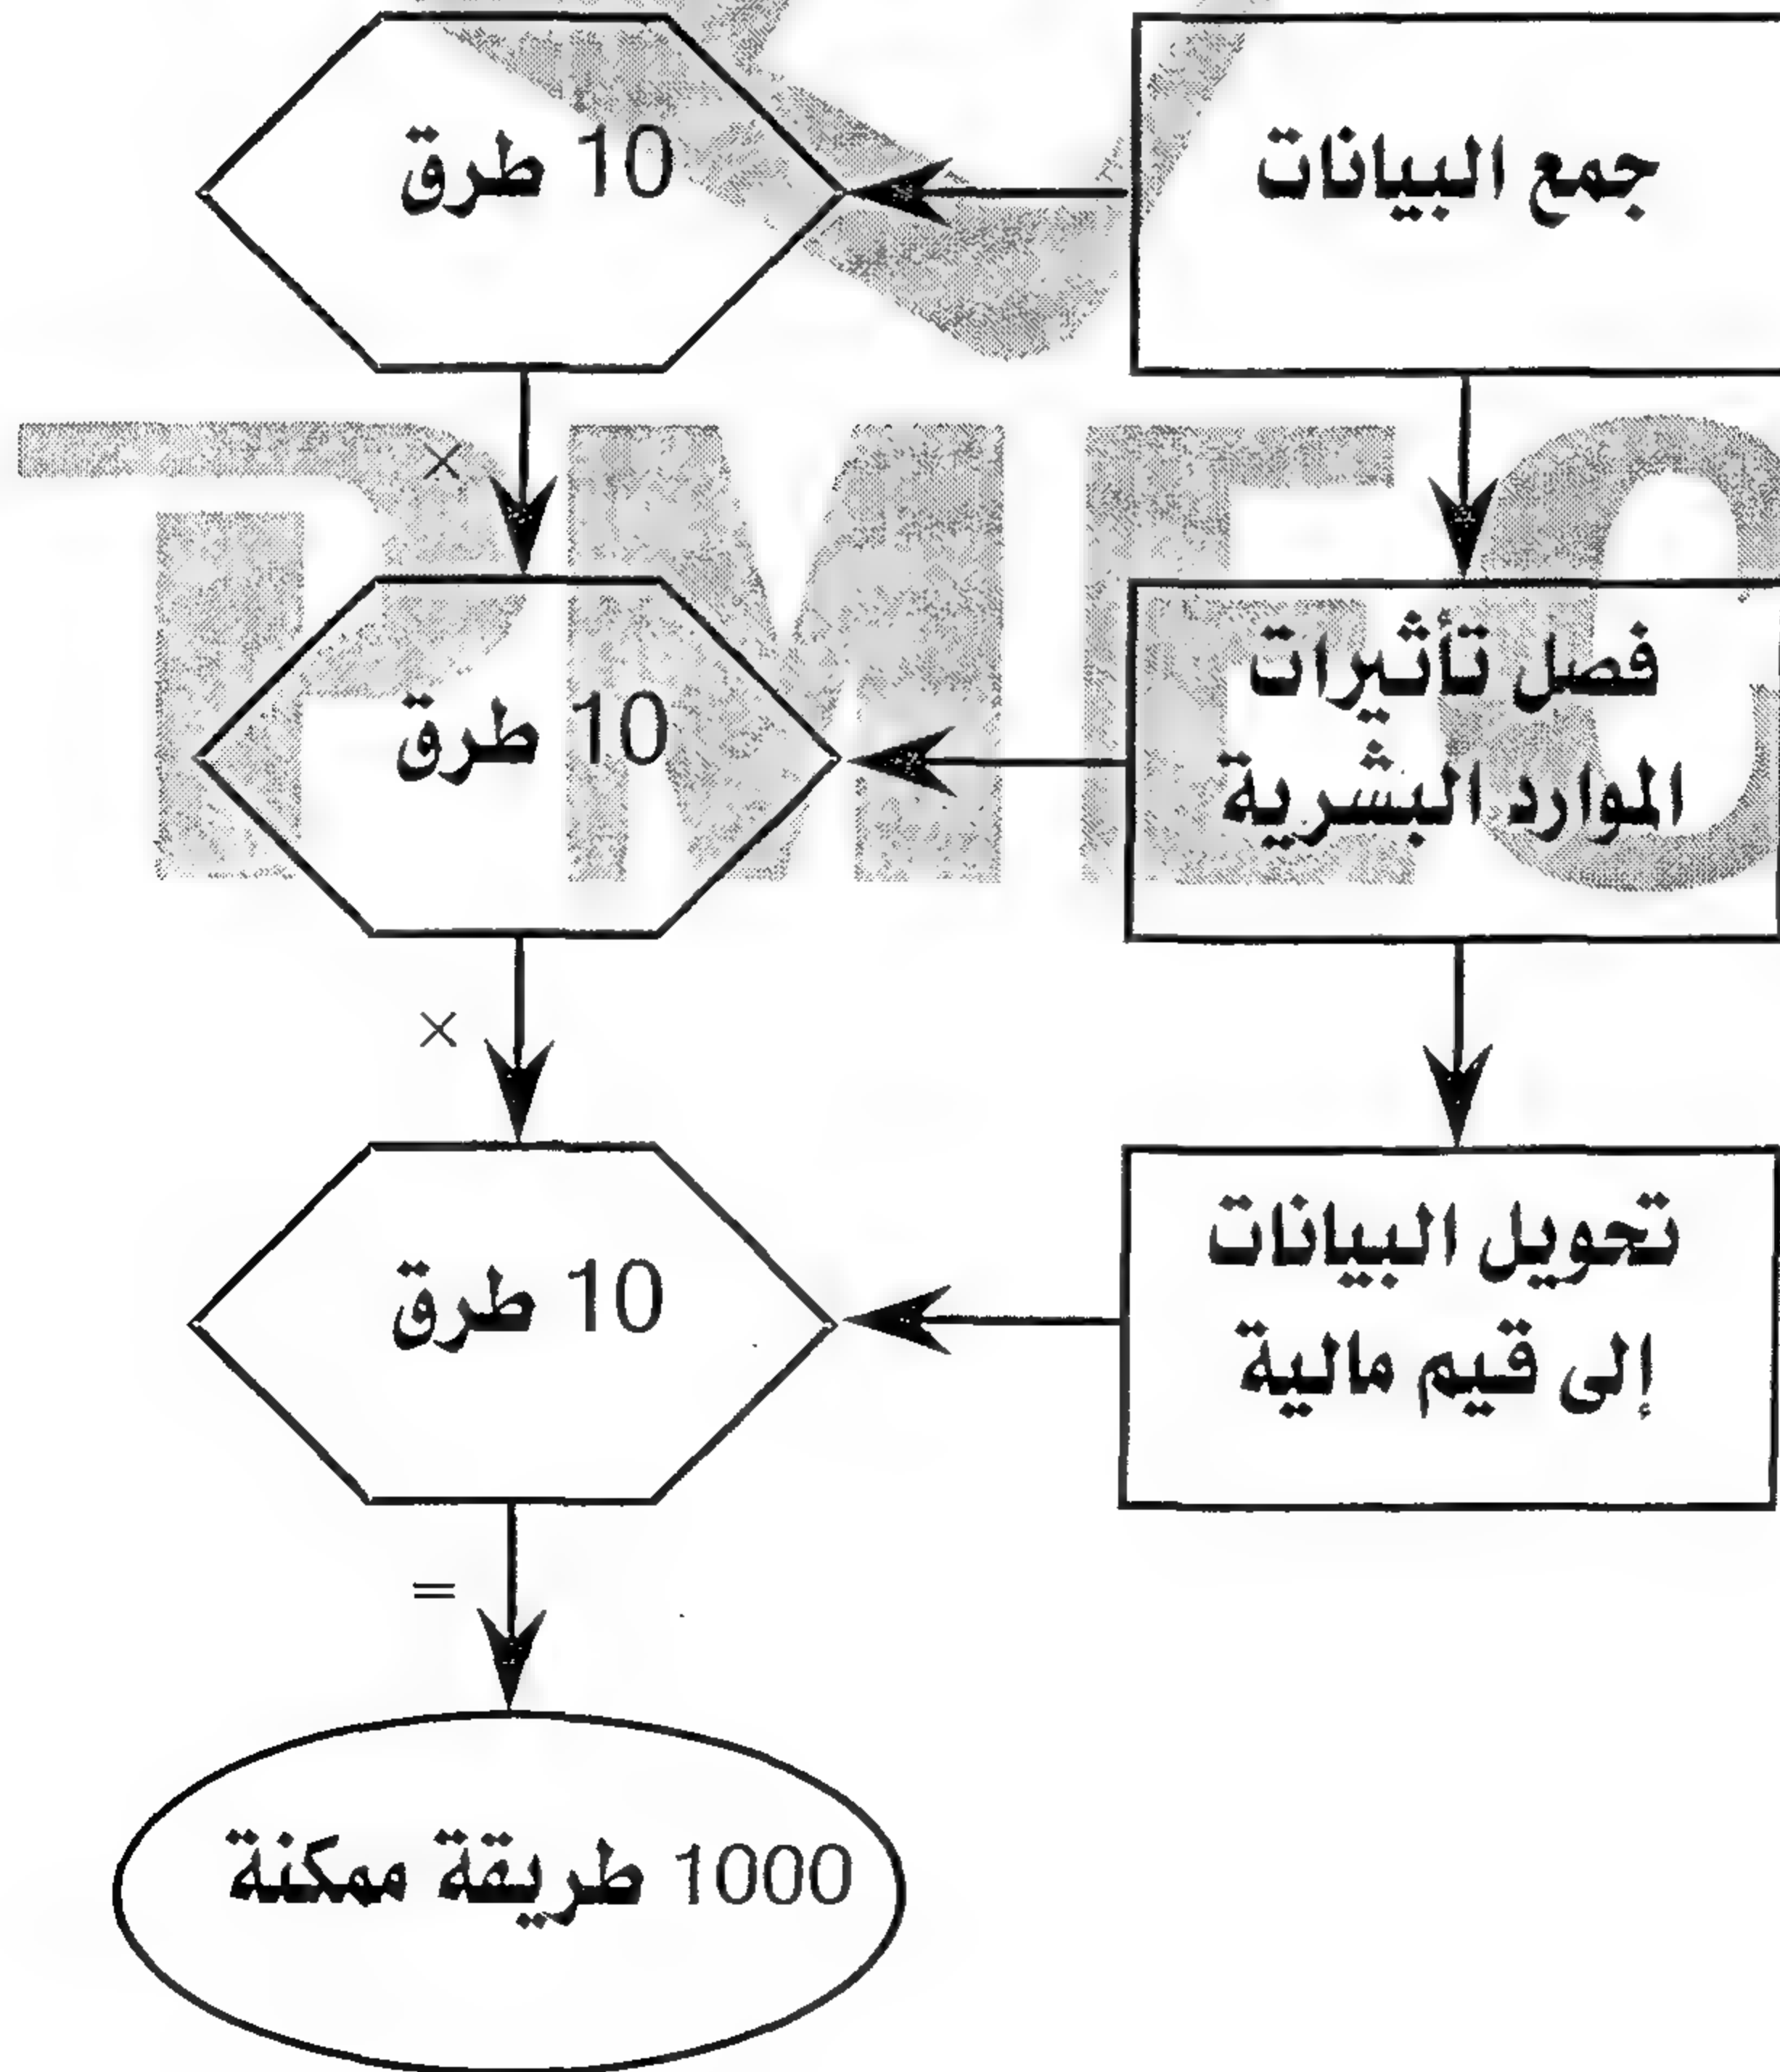 جمع البيانات
10 طرق
×
فصل تأثيرات
الموارد البشرية
10 طرق
×
تحويل البيانات
إلى قيم مالية
10 طرق
=
1000 طريقة ممكنة